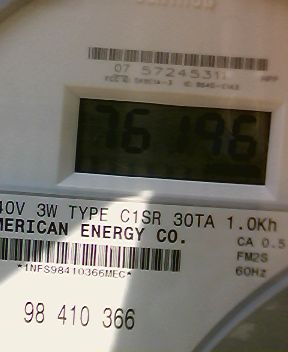 07 57245311
76196
40V 3W TYPE C1SR 30TA 1.0Kh
MERICAN ENERGY CO.
CA 0.5
FM2S
60Hz
*1NFS98410366MEC*
98 410 366